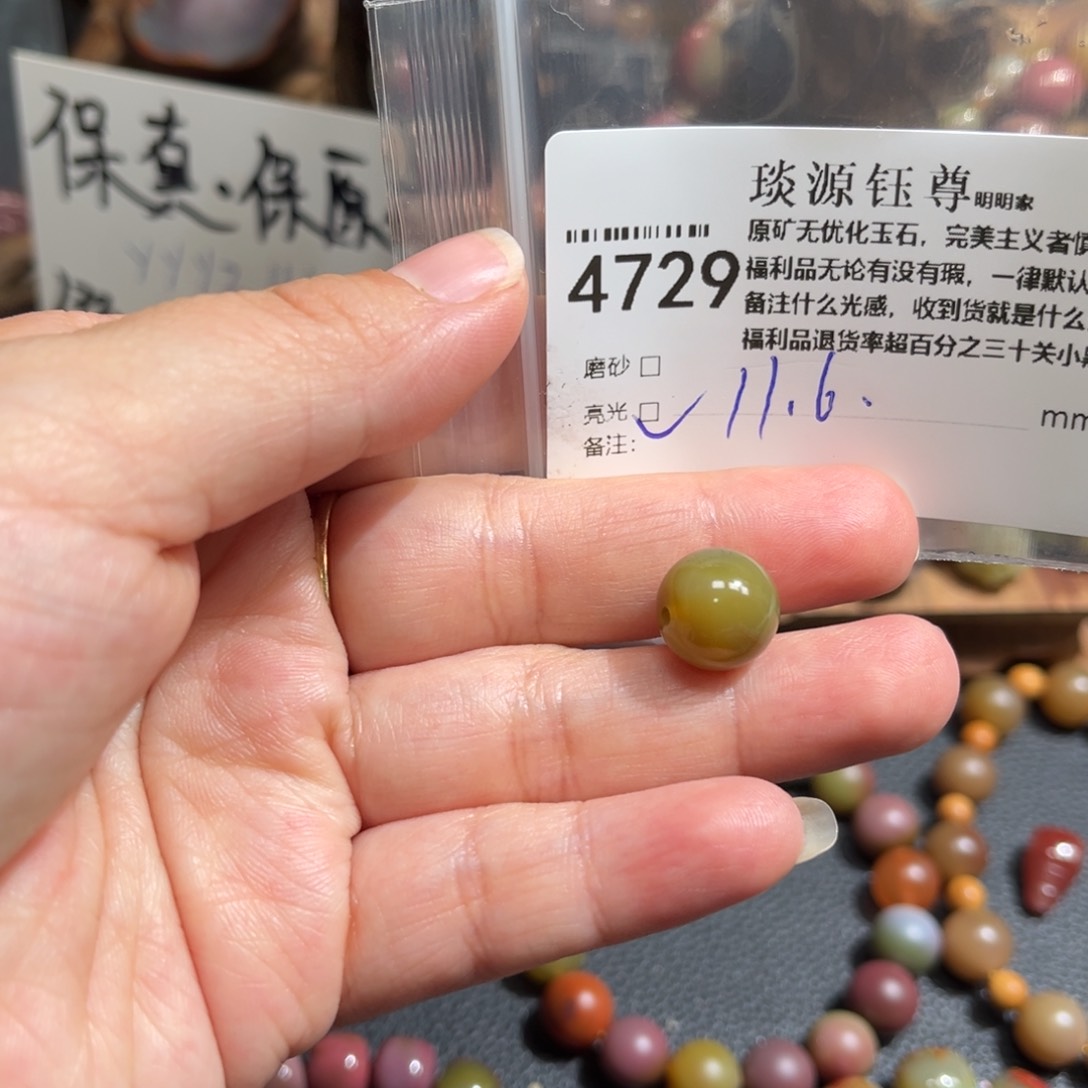 保真·保原
琰源钰尊明明家
原矿无优化玉石，完美主义者慎
4729
福利品无论有没有瑕，一律默认
备注什么光感，收到货就是什么
福利品退货率超百分之三十关小黑
磨砂 □
亮光 □ ✓ 11.6. mm
备注：